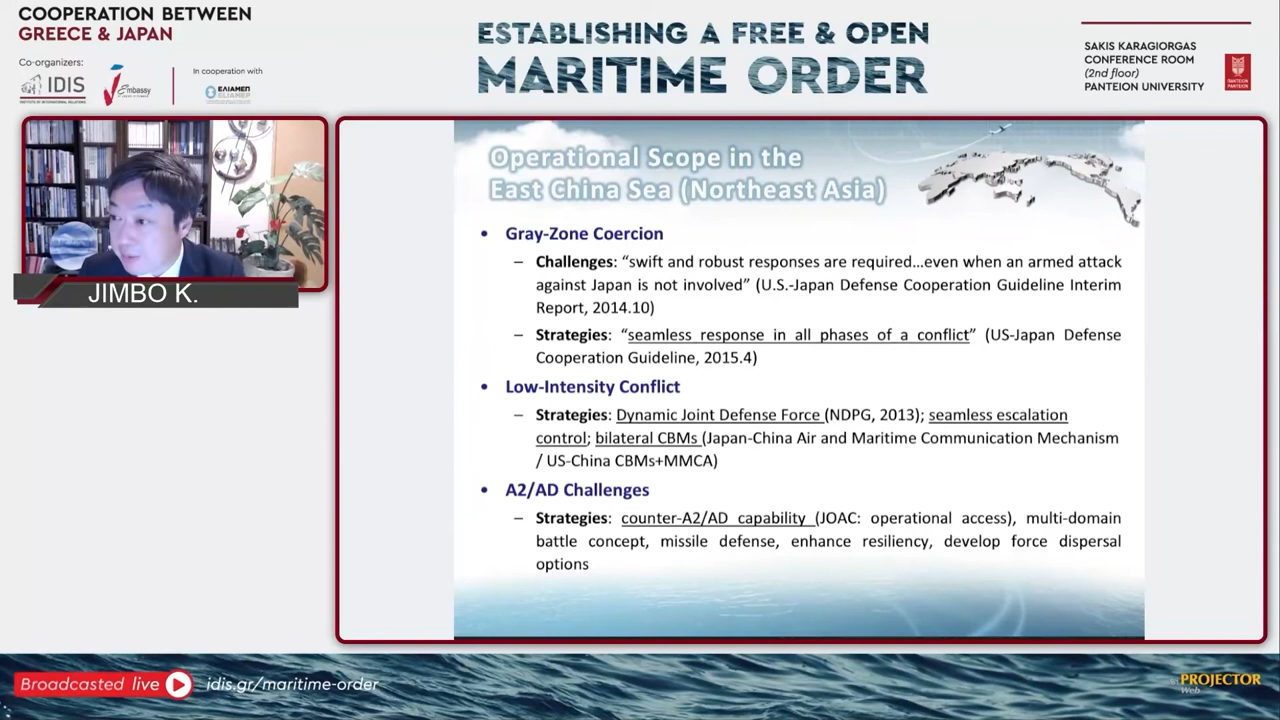 COOPERATION BETWEEN
GREECE & JAPAN
Co-organizers:
IDIS
INSTITUTE OF INTERNATIONAL RELATIONS
Embassy
In cooperation with
ΕΛΙΑΜΕΠ
ELIAMEP
ESTABLISHING A FREE & OPEN
MARITIME ORDER
SAKIS KARAGIORGAS
CONFERENCE ROOM
(2nd floor)
PANTEION UNIVERSITY
PANTEION
JIMBO K.
Operational Scope in the
East China Sea (Northeast Asia)
• Gray-Zone Coercion
– Challenges: “swift and robust responses are required…even when an armed attack
against Japan is not involved” (U.S.-Japan Defense Cooperation Guideline Interim
Report, 2014.10)
– Strategies: “seamless response in all phases of a conflict” (US-Japan Defense
Cooperation Guideline, 2015.4)
• Low-Intensity Conflict
– Strategies: Dynamic Joint Defense Force (NDPG, 2013); seamless escalation
control; bilateral CBMs (Japan-China Air and Maritime Communication Mechanism
/ US-China CBMs+MMCA)
• A2/AD Challenges
– Strategies: counter-A2/AD capability (JOAC: operational access), multi-domain
battle concept, missile defense, enhance resiliency, develop force dispersal
options
Broadcasted live
idis.gr/maritime-order
PROJECTOR
Web